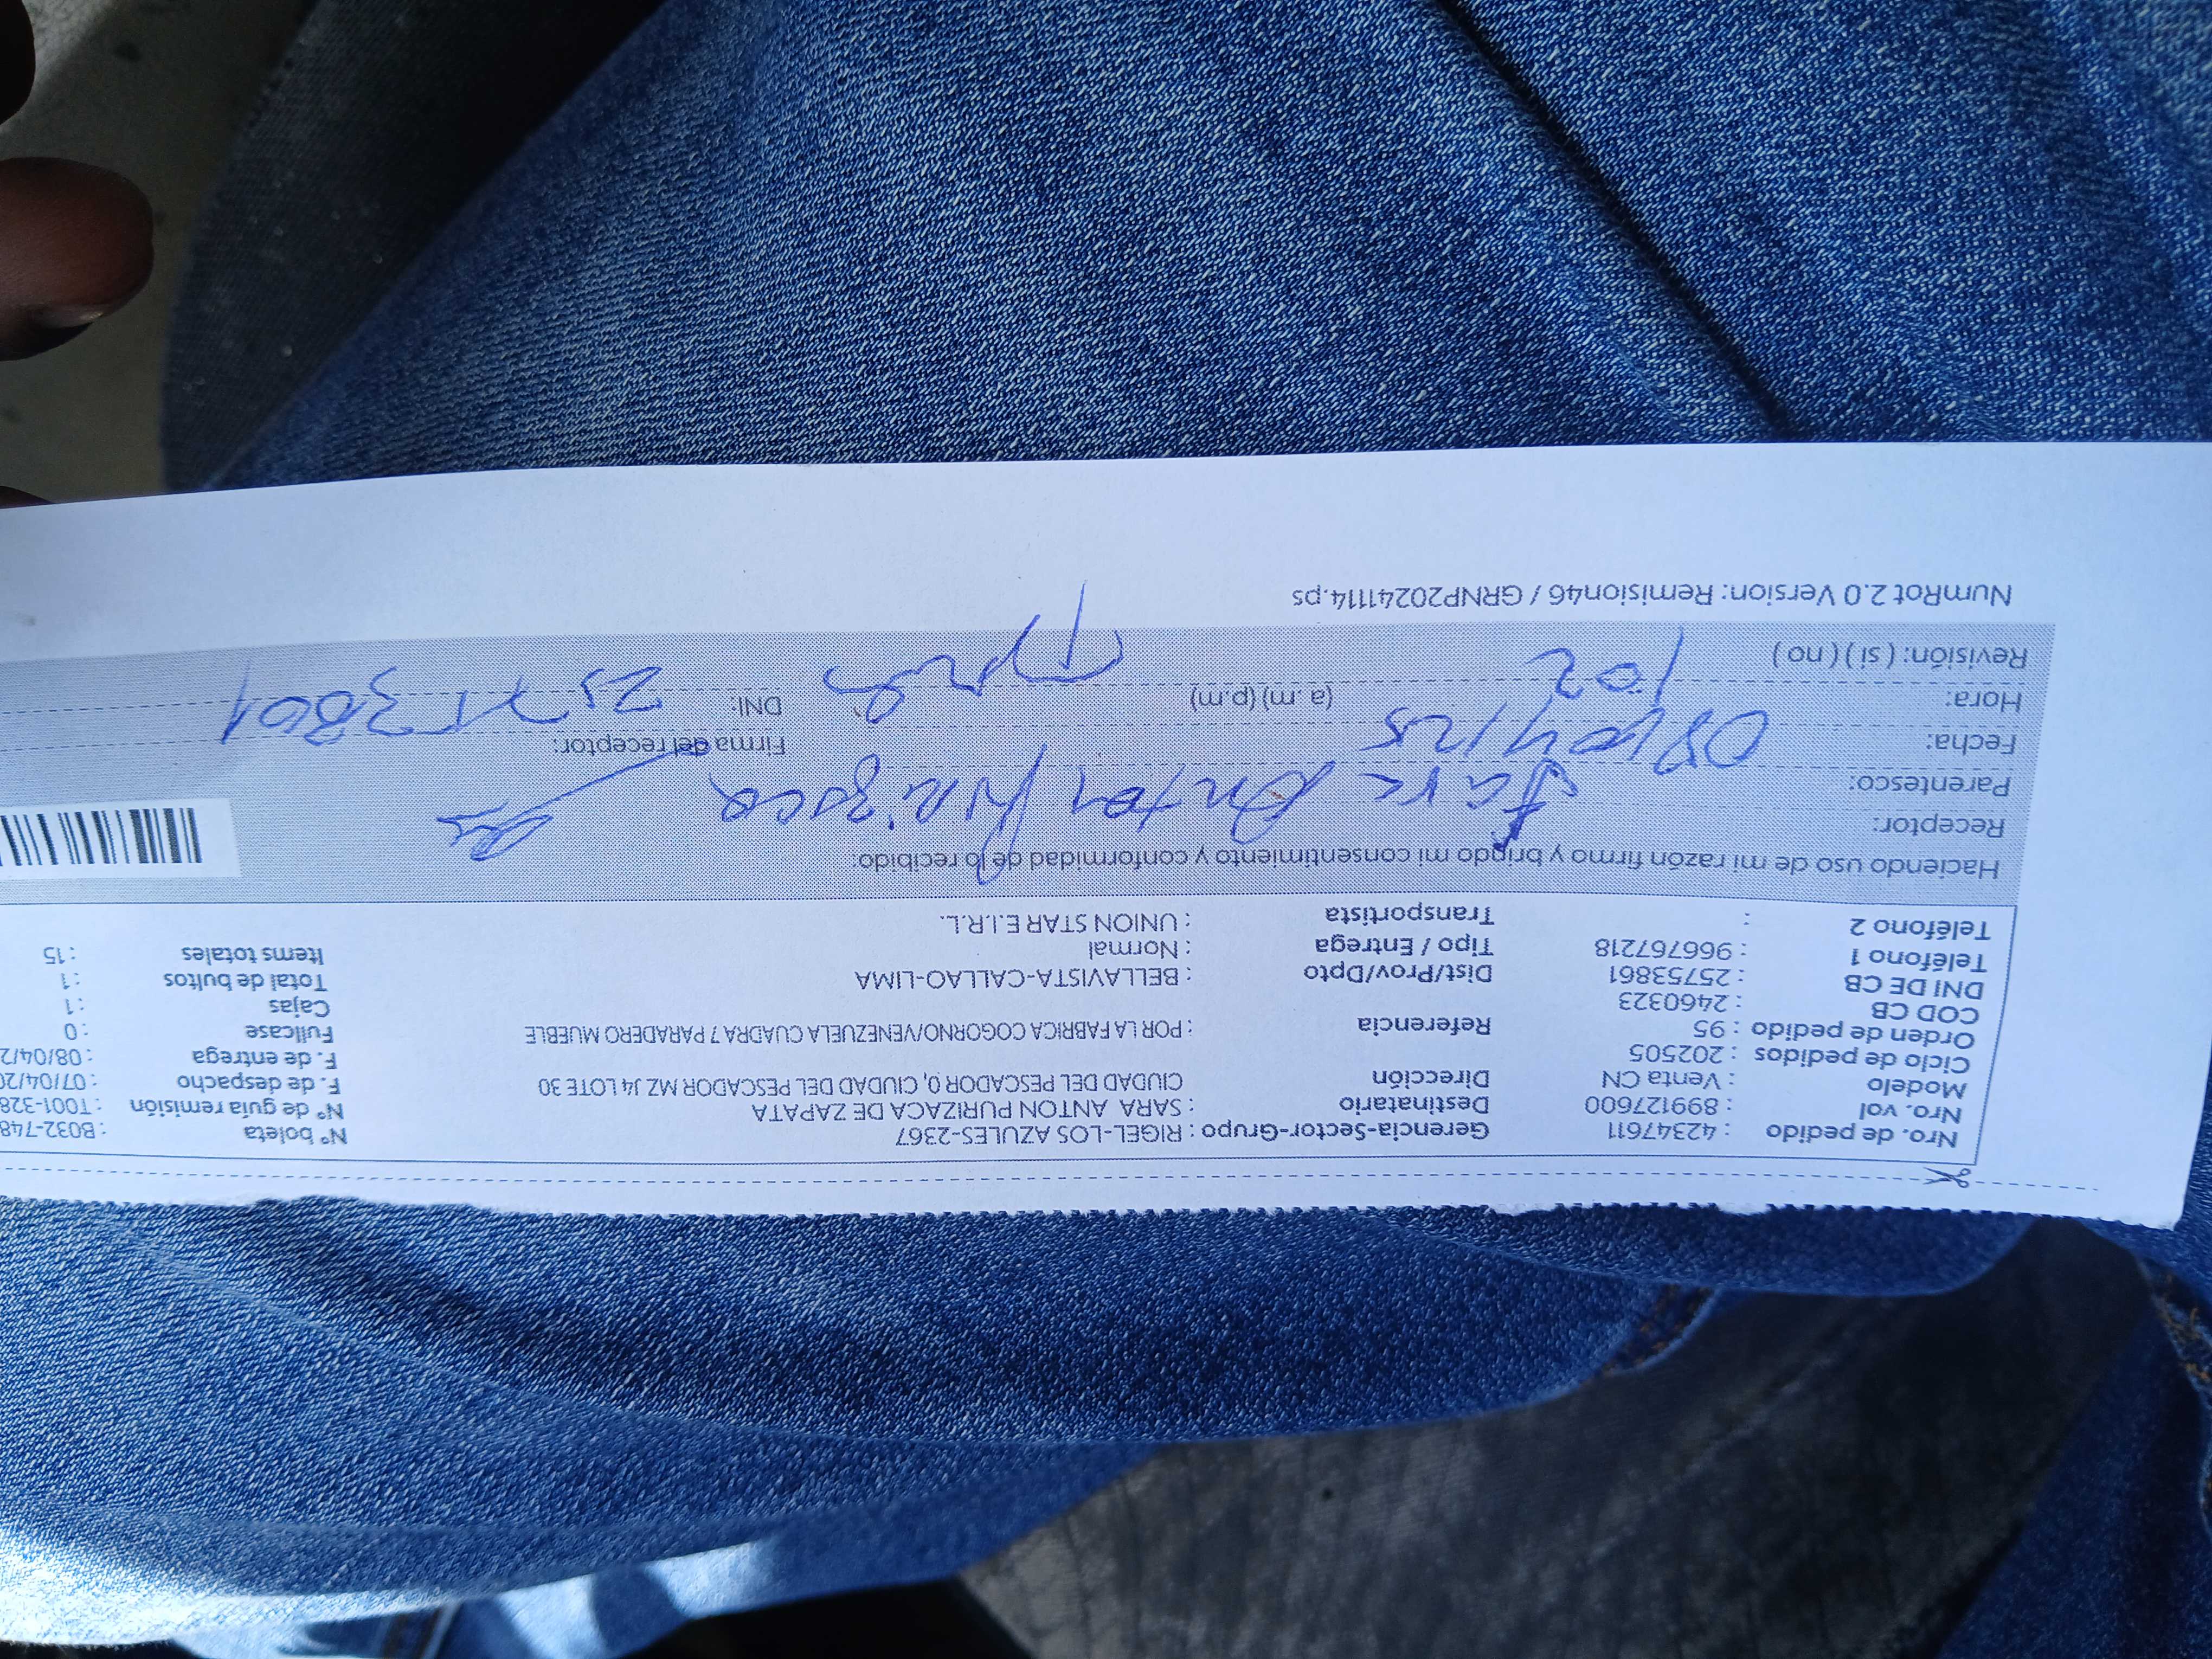 Nro. de pedido : 42347611 Gerencia-Sector-Grupo : RIGEL-LOS AZULES-2367 N° boleta : B032-748
Nro. vol : 899127600 Destinatario : SARA ANTON PURIZACA DE ZAPATA N° de guía remisión : T001-328
Modelo : Venta CN Dirección CIUDAD DEL PESCADOR 0, CIUDAD DEL PESCADOR MZ J4 LOTE 30 F. de despacho : 07/04/20
Ciclo de pedidos : 202505 F. de entrega : 08/04/2
Orden de pedido : 95 Referencia : POR LA FABRICA COGORNO/VENEZUELA CUADRA 7 PARADERO MUEBLE Fullcase : 0
COD CB : 2460323 Cajas : 1
DNI DE CB : 25753861 Dist/Prov/Dpto : BELLAVISTA-CALLAO-LIMA Total de bultos : 1
Teléfono 1 : 966767218 Tipo / Entrega : Normal Items totales : 15
Teléfono 2 : Transportista : UNION STAR E.I.R.L.
Haciendo uso de mi razón firmo y brindo mi consentimiento y conformidad de lo recibido:
Receptor:
Parentesco: Sara Anton Purizaca
Fecha: 08/04/25 Firma del receptor:
Hora: (a. m) (p.m) DNI:
Revisión: ( si ) ( no )
NumRot 2.0 Version: Remision46 / GRNP20241114.ps